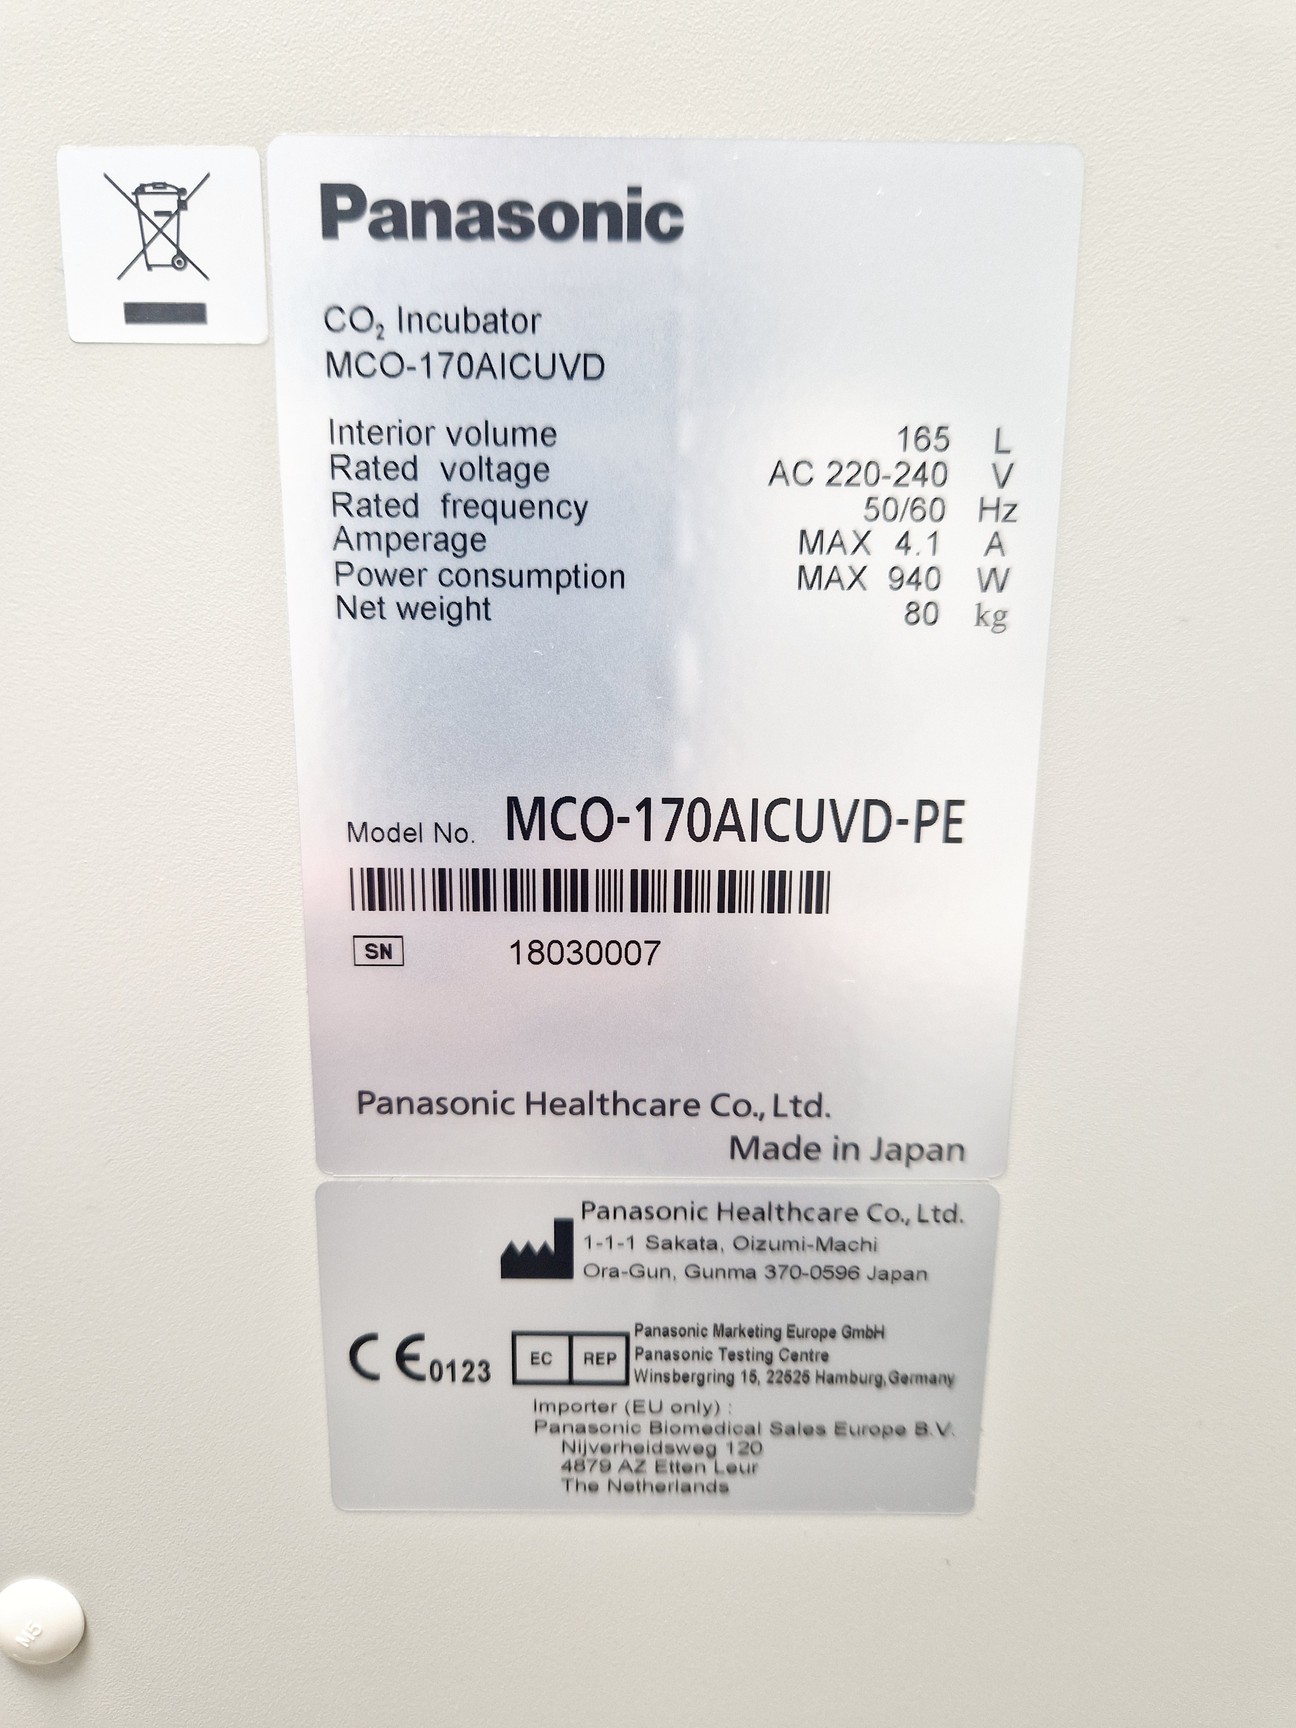 Panasonic
CO₂ Incubator
MCO-170AICUVD
Interior volume 165 L
Rated voltage AC 220-240 V
Rated frequency 50/60 Hz
Amperage MAX 4.1 A
Power consumption MAX 940 W
Net weight 80 kg
Model No. MCO-170AICUVD-PE
SN 18030007
Panasonic Healthcare Co., Ltd.
Made in Japan
Panasonic Healthcare Co., Ltd.
1-1-1 Sakata, Oizumi-Machi
Ora-Gun, Gunma 370-0596 Japan
CE 0123
EC REP
Panasonic Marketing Europe GmbH
Panasonic Testing Centre
Winsbergring 15, 22525 Hamburg, Germany
Importer (EU only) :
Panasonic Biomedical Sales Europe B.V.
Nijverheidsweg 120
4879 AZ Etten Leur
The Netherlands
N5